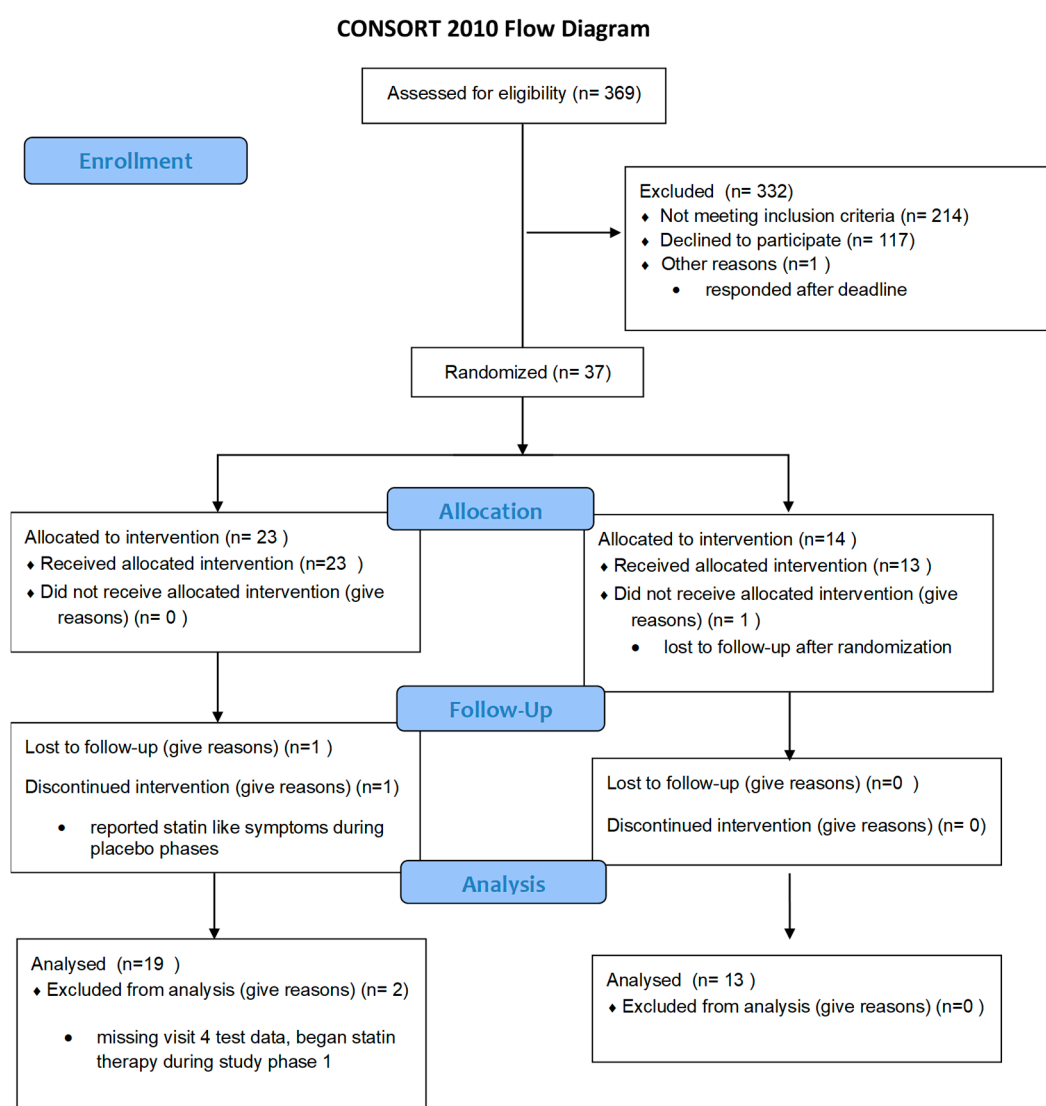 CONSORT 2010 Flow Diagram
Assessed for eligibility (n= 369)
Enrollment
Excluded (n= 332)
♦ Not meeting inclusion criteria (n= 214)
♦ Declined to participate (n= 117)
♦ Other reasons (n=1 )
• responded after deadline
Randomized (n= 37)
Allocation
Allocated to intervention (n= 23 )
♦ Received allocated intervention (n=23 )
♦ Did not receive allocated intervention (give
reasons) (n= 0 )
Allocated to intervention (n=14 )
♦ Received allocated intervention (n=13 )
♦ Did not receive allocated intervention (give
reasons) (n= 1 )
• lost to follow-up after randomization
Follow-Up
Lost to follow-up (give reasons) (n=1 )
Discontinued intervention (give reasons) (n=1)
• reported statin like symptoms during
placebo phases
Lost to follow-up (give reasons) (n=0 )
Discontinued intervention (give reasons) (n= 0)
Analysis
Analysed (n=19 )
♦ Excluded from analysis (give reasons) (n= 2)
• missing visit 4 test data, began statin
therapy during study phase 1
Analysed (n= 13 )
♦ Excluded from analysis (give reasons) (n=0 )